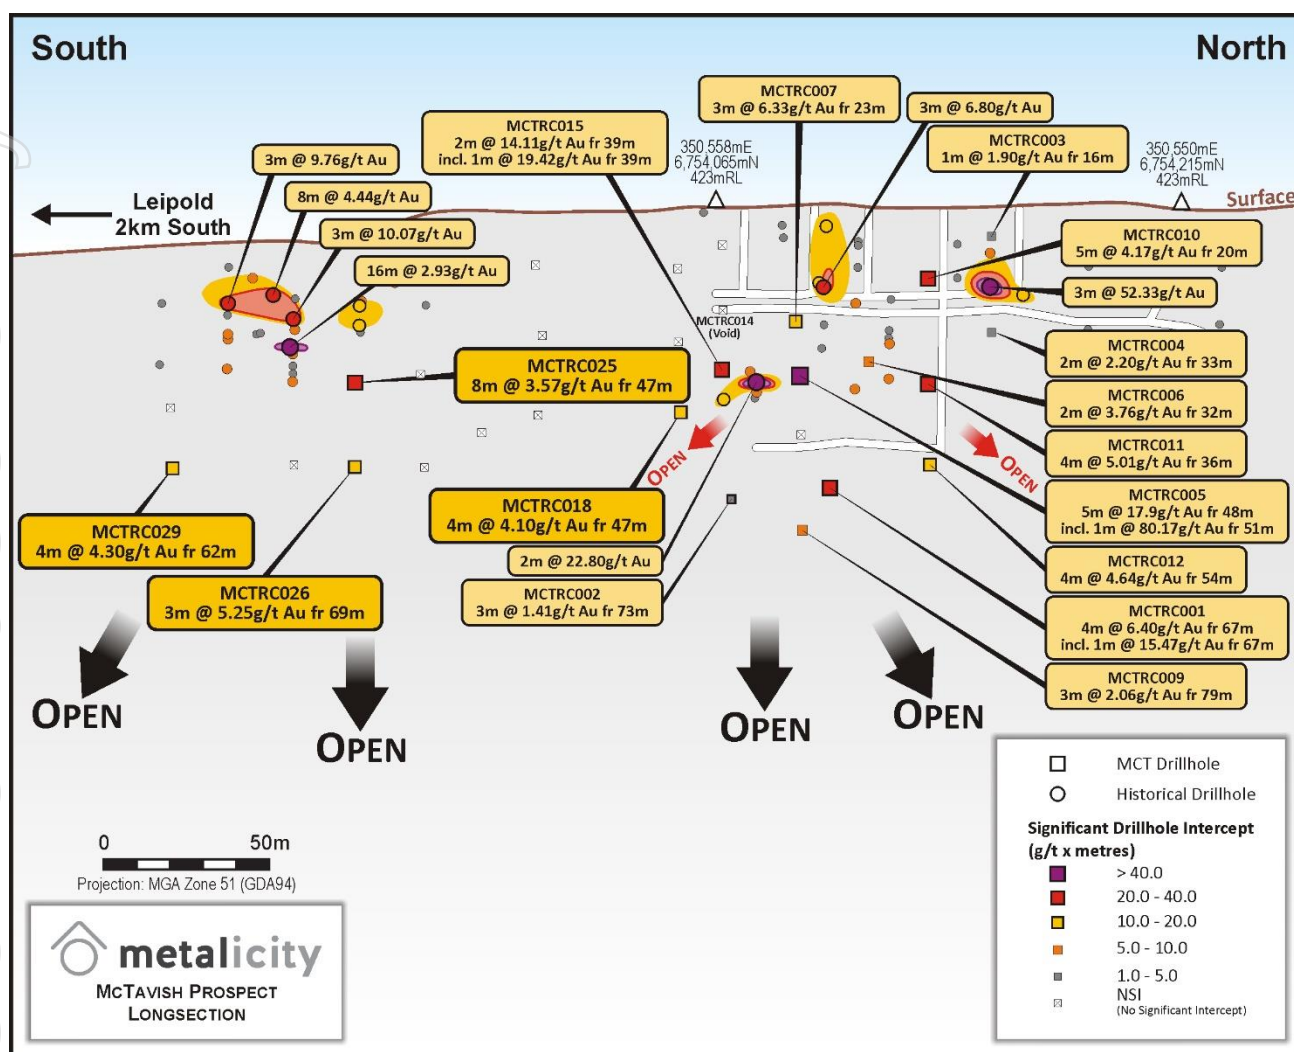 South
North
MCTRC007
3m @ 6.33g/t Au fr 23m
3m @ 6.80g/t Au
MCTRC015
2m @ 14.11g/t Au fr 39m
incl. 1m @ 19.42g/t Au fr 39m
MCTRC003
1m @ 1.90g/t Au fr 16m
350,558mE
6,754,065mN
423mRL
350,550mE
6,754,215mN
423mRL
3m @ 9.76g/t Au
8m @ 4.44g/t Au
Leipold
2km South
Surface
3m @ 10.07g/t Au
MCTRC010
5m @ 4.17g/t Au fr 20m
16m @ 2.93g/t Au
3m @ 52.33g/t Au
MCTRC014
(Void)
MCTRC004
2m @ 2.20g/t Au fr 33m
MCTRC025
8m @ 3.57g/t Au fr 47m
MCTRC006
2m @ 3.76g/t Au fr 32m
MCTRC011
4m @ 5.01g/t Au fr 36m
OPEN
OPEN
MCTRC018
4m @ 4.10g/t Au fr 47m
MCTRC005
5m @ 17.9g/t Au fr 48m
incl. 1m @ 80.17g/t Au fr 51m
MCTRC029
4m @ 4.30g/t Au fr 62m
2m @ 22.80g/t Au
MCTRC012
4m @ 4.64g/t Au fr 54m
MCTRC026
3m @ 5.25g/t Au fr 69m
MCTRC002
3m @ 1.41g/t Au fr 73m
MCTRC001
4m @ 6.40g/t Au fr 67m
incl. 1m @ 15.47g/t Au fr 67m
MCTRC009
3m @ 2.06g/t Au fr 79m
OPEN
OPEN
OPEN
OPEN
MCT Drillhole
Historical Drillhole
Significant Drillhole Intercept
(g/t x metres)
> 40.0
20.0 - 40.0
10.0 - 20.0
5.0 - 10.0
1.0 - 5.0
NSI
(No Significant Intercept)
0 50m
Projection: MGA Zone 51 (GDA94)
metalicity
MCTAVISH PROSPECT
LONGSECTION